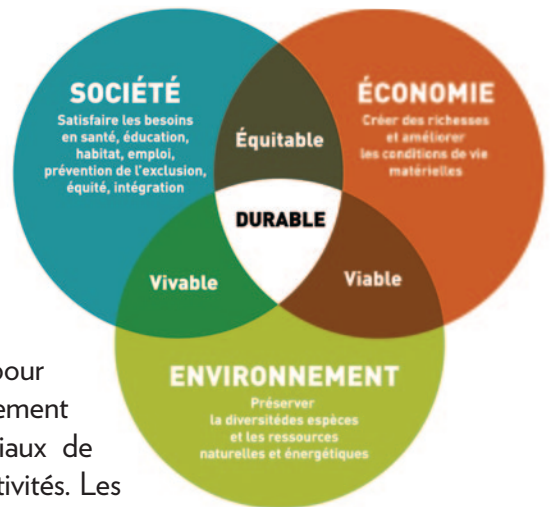 SOCIÉTÉ
Satisfaire les besoins
en santé, éducation,
habitat, emploi,
prévention de l'exclusion,
équité, intégration
Équitable
ÉCONOMIE
Créer des richesses
et améliorer
les conditions de vie
matérielles
DURABLE
Vivable
Viable
ENVIRONNEMENT
Préserver
la diversitédes espèces
et les ressources
naturelles et énergétiques
pour
ement
iaux de
tivités. Les